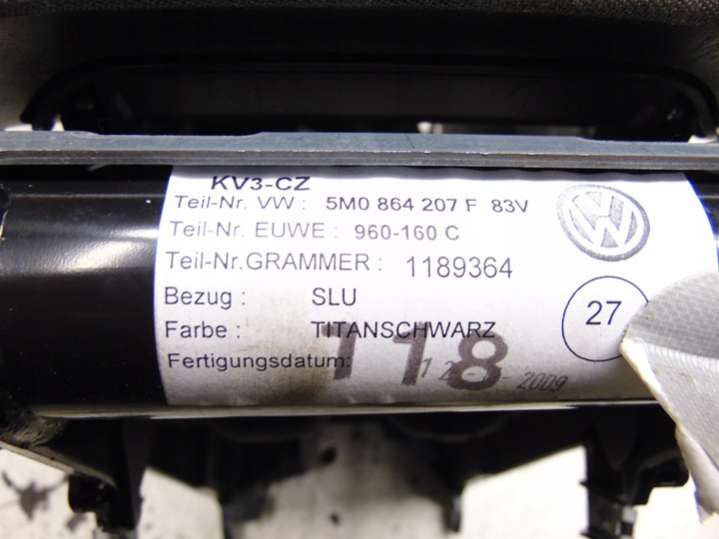 KV3-CZ
Teil-Nr. VW : 5M0 864 207 F 83V
Teil-Nr. EUWE : 960-160 C
Teil-Nr.GRAMMER : 1189364
Bezug : SLU
Farbe : TITANSCHWARZ
27
Fertigungsdatum:
118
2009